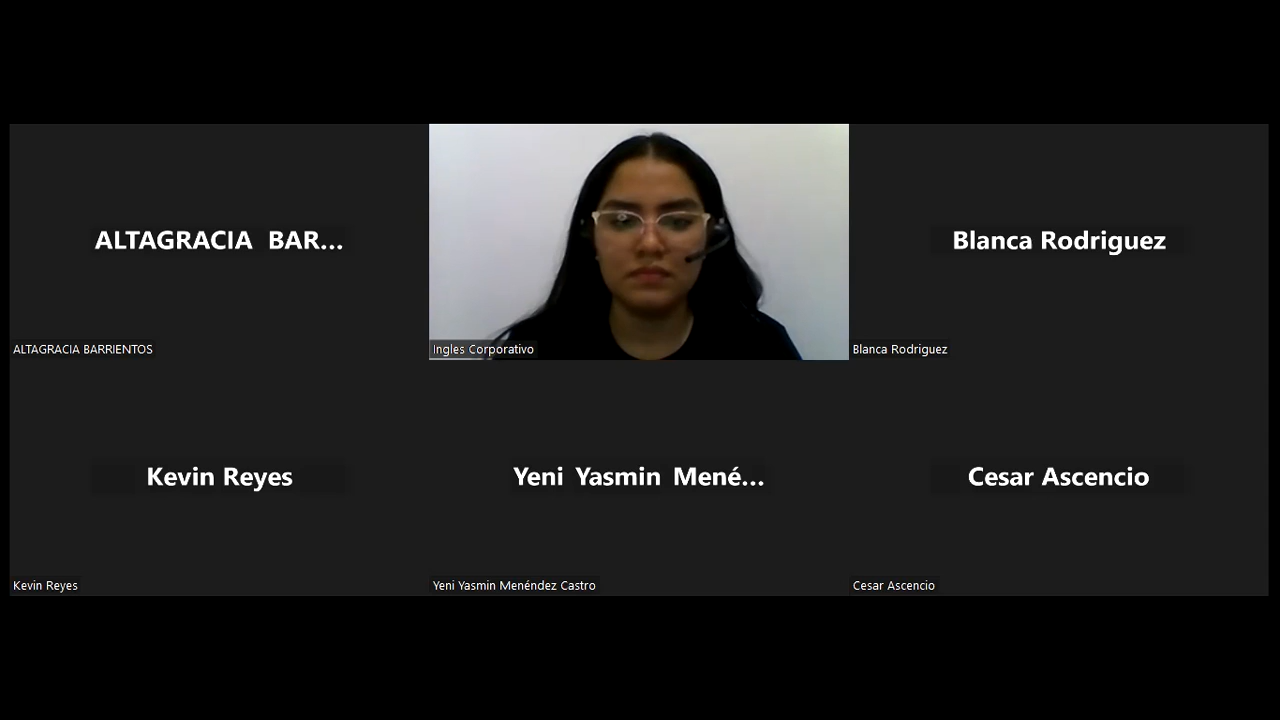 ALTAGRACIA BAR...
Blanca Rodriguez
ALTAGRACIA BARRIENTOS
Ingles Corporativo
Blanca Rodriguez
Kevin Reyes
Yeni Yasmin Mené...
Cesar Ascencio
Kevin Reyes
Yeni Yasmin Menéndez Castro
Cesar Ascencio